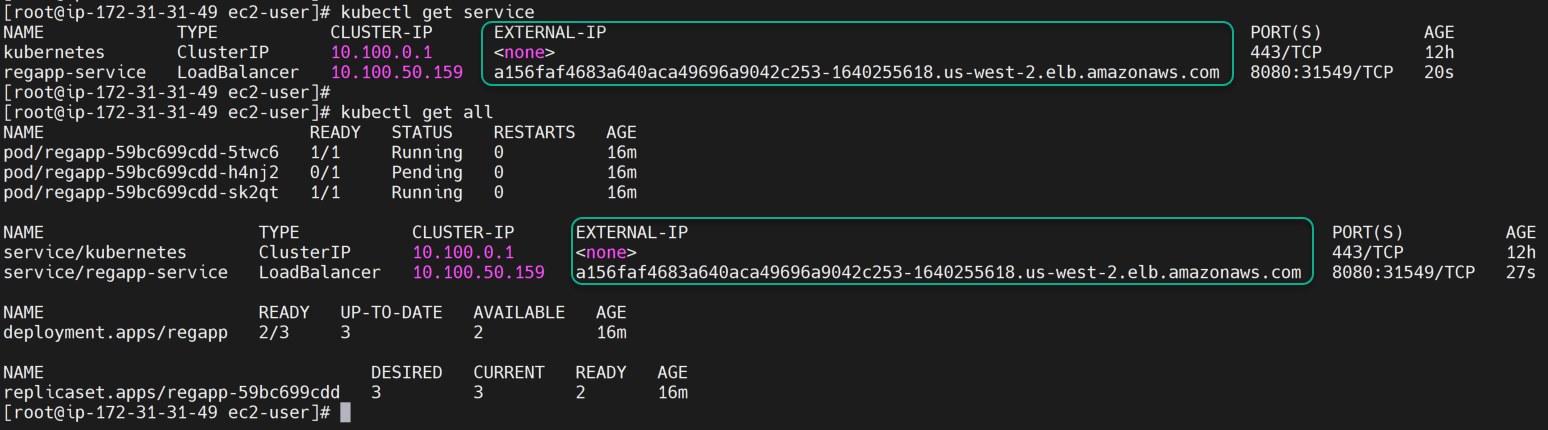 [root@ip-172-31-31-49 ec2-user]# kubectl get service
NAME TYPE CLUSTER-IP EXTERNAL-IP PORT(S) AGE
kubernetes ClusterIP 10.100.0.1 <none> 443/TCP 12h
regapp-service LoadBalancer 10.100.50.159 a156faf4683a640aca49696a9042c253-1640255618.us-west-2.elb.amazonaws.com 8080:31549/TCP 20s
[root@ip-172-31-31-49 ec2-user]#
[root@ip-172-31-31-49 ec2-user]# kubectl get all
NAME READY STATUS RESTARTS AGE
pod/regapp-59bc699cdd-5twc6 1/1 Running 0 16m
pod/regapp-59bc699cdd-h4nj2 0/1 Pending 0 16m
pod/regapp-59bc699cdd-sk2qt 1/1 Running 0 16m
NAME TYPE CLUSTER-IP EXTERNAL-IP PORT(S) AGE
service/kubernetes ClusterIP 10.100.0.1 <none> 443/TCP 12h
service/regapp-service LoadBalancer 10.100.50.159 a156faf4683a640aca49696a9042c253-1640255618.us-west-2.elb.amazonaws.com 8080:31549/TCP 27s
NAME READY UP-TO-DATE AVAILABLE AGE
deployment.apps/regapp 2/3 3 2 16m
NAME DESIRED CURRENT READY AGE
replicaset.apps/regapp-59bc699cdd 3 3 2 16m
[root@ip-172-31-31-49 ec2-user]#